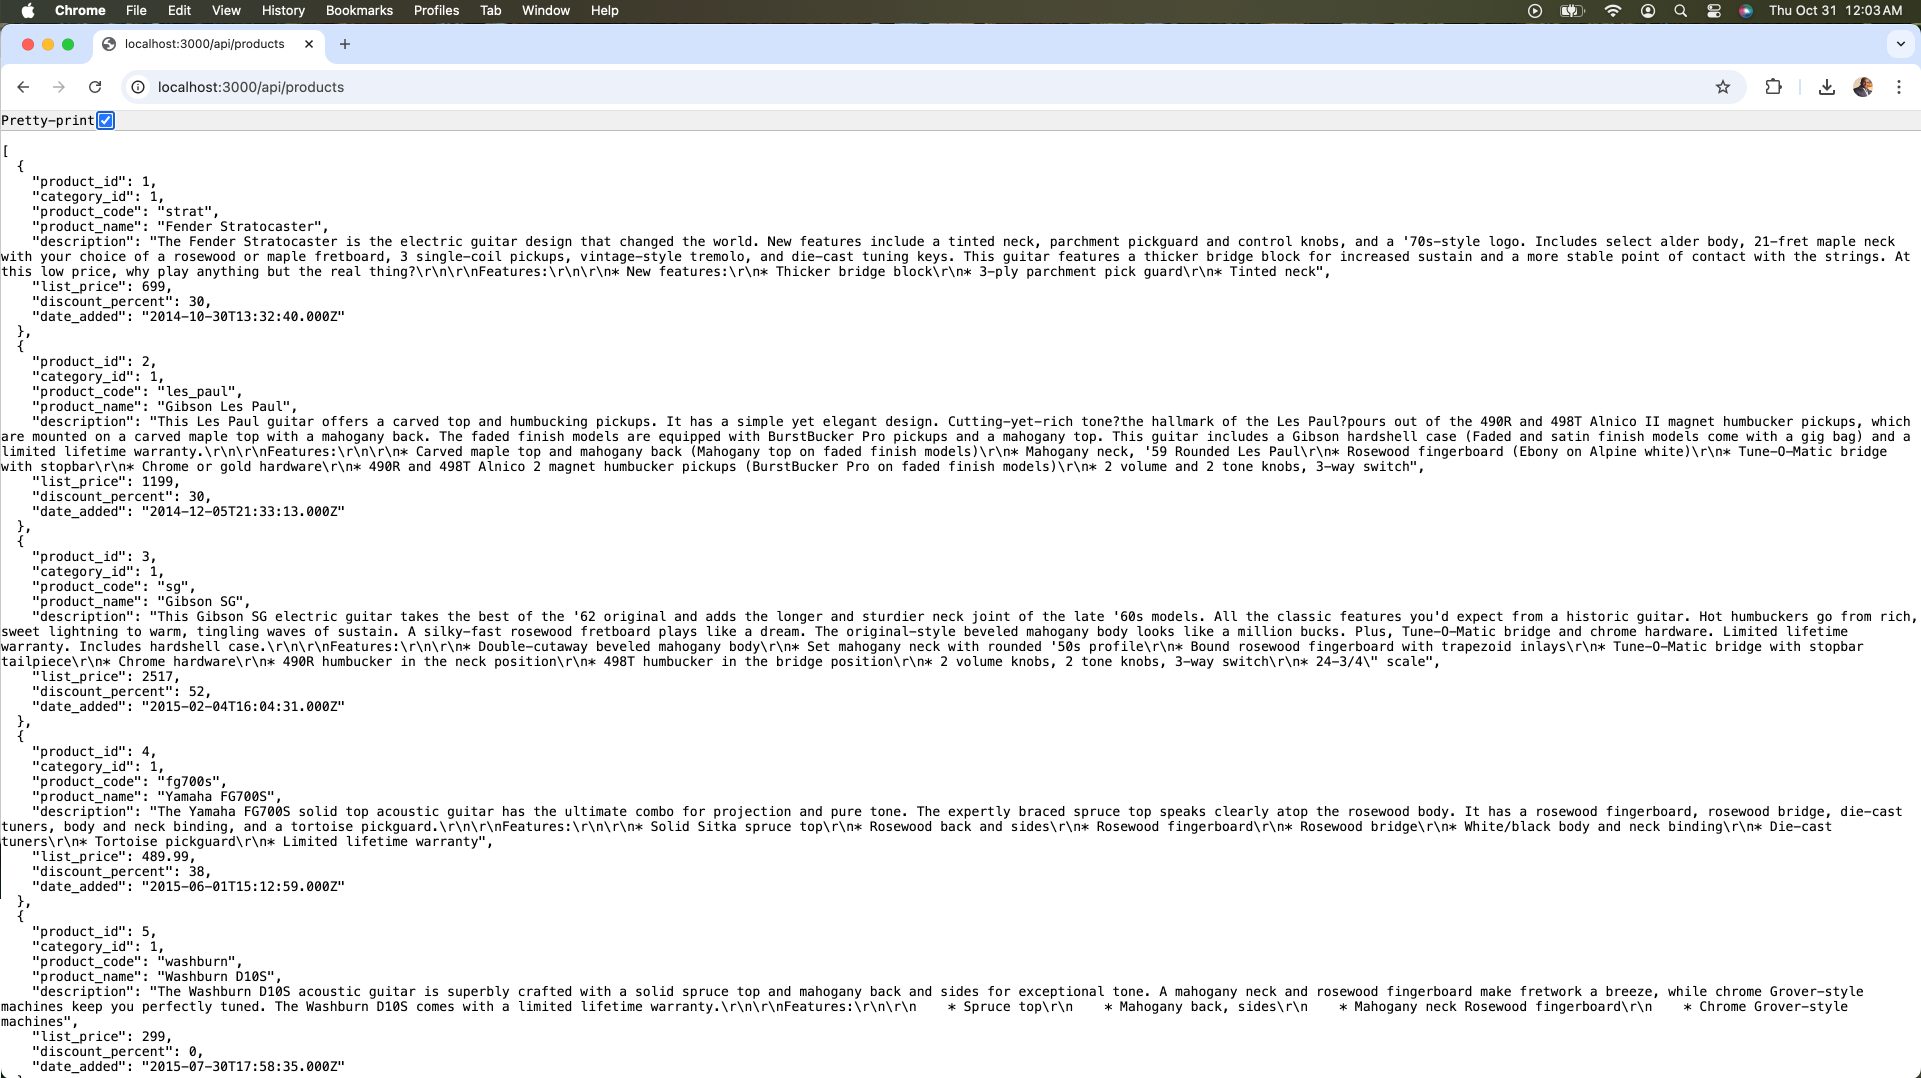 Chrome File Edit View History Bookmarks Profiles Tab Window Help Thu Oct 31 12:03 AM
localhost:3000/api/products
localhost:3000/api/products
Pretty-print
[
  {
    "product_id": 1,
    "category_id": 1,
    "product_code": "strat",
    "product_name": "Fender Stratocaster",
    "description": "The Fender Stratocaster is the electric guitar design that changed the world. New features include a tinted neck, parchment pickguard and control knobs, and a '70s-style logo. Includes select alder body, 21-fret maple neck
with your choice of a rosewood or maple fretboard, 3 single-coil pickups, vintage-style tremolo, and die-cast tuning keys. This guitar features a thicker bridge block for increased sustain and a more stable point of contact with the strings. At
this low price, why play anything but the real thing?\r\n\r\nFeatures:\r\n\r\n* New features:\r\n* Thicker bridge block\r\n* 3-ply parchment pick guard\r\n* Tinted neck",
    "list_price": 699,
    "discount_percent": 30,
    "date_added": "2014-10-30T13:32:40.000Z"
  },
  {
    "product_id": 2,
    "category_id": 1,
    "product_code": "les_paul",
    "product_name": "Gibson Les Paul",
    "description": "This Les Paul guitar offers a carved top and humbucking pickups. It has a simple yet elegant design. Cutting-yet-rich tone?the hallmark of the Les Paul?pours out of the 490R and 498T Alnico II magnet humbucker pickups, which
are mounted on a carved maple top with a mahogany back. The faded finish models are equipped with BurstBucker Pro pickups and a mahogany top. This guitar includes a Gibson hardshell case (Faded and satin finish models come with a gig bag) and a
limited lifetime warranty.\r\n\r\nFeatures:\r\n\r\n* Carved maple top and mahogany back (Mahogany top on faded finish models)\r\n* Mahogany neck, '59 Rounded Les Paul\r\n* Rosewood fingerboard (Ebony on Alpine white)\r\n* Tune-O-Matic bridge
with stopbar\r\n* Chrome or gold hardware\r\n* 490R and 498T Alnico 2 magnet humbucker pickups (BurstBucker Pro on faded finish models)\r\n* 2 volume and 2 tone knobs, 3-way switch",
    "list_price": 1199,
    "discount_percent": 30,
    "date_added": "2014-12-05T21:33:13.000Z"
  },
  {
    "product_id": 3,
    "category_id": 1,
    "product_code": "sg",
    "product_name": "Gibson SG",
    "description": "This Gibson SG electric guitar takes the best of the '62 original and adds the longer and sturdier neck joint of the late '60s models. All the classic features you'd expect from a historic guitar. Hot humbuckers go from rich,
sweet lightning to warm, tingling waves of sustain. A silky-fast rosewood fretboard plays like a dream. The original-style beveled mahogany body looks like a million bucks. Plus, Tune-O-Matic bridge and chrome hardware. Limited lifetime
warranty. Includes hardshell case.\r\n\r\nFeatures:\r\n\r\n* Double-cutaway beveled mahogany body\r\n* Set mahogany neck with rounded '50s profile\r\n* Bound rosewood fingerboard with trapezoid inlays\r\n* Tune-O-Matic bridge with stopbar
tailpiece\r\n* Chrome hardware\r\n* 490R humbucker in the neck position\r\n* 498T humbucker in the bridge position\r\n* 2 volume knobs, 2 tone knobs, 3-way switch\r\n* 24-3/4\" scale",
    "list_price": 2517,
    "discount_percent": 52,
    "date_added": "2015-02-04T16:04:31.000Z"
  },
  {
    "product_id": 4,
    "category_id": 1,
    "product_code": "fg700s",
    "product_name": "Yamaha FG700S",
    "description": "The Yamaha FG700S solid top acoustic guitar has the ultimate combo for projection and pure tone. The expertly braced spruce top speaks clearly atop the rosewood body. It has a rosewood fingerboard, rosewood bridge, die-cast
tuners, body and neck binding, and a tortoise pickguard.\r\n\r\nFeatures:\r\n\r\n* Solid Sitka spruce top\r\n* Rosewood back and sides\r\n* Rosewood fingerboard\r\n* Rosewood bridge\r\n* White/black body and neck binding\r\n* Die-cast
tuners\r\n* Tortoise pickguard\r\n* Limited lifetime warranty",
    "list_price": 489.99,
    "discount_percent": 38,
    "date_added": "2015-06-01T15:12:59.000Z"
  },
  {
    "product_id": 5,
    "category_id": 1,
    "product_code": "washburn",
    "product_name": "Washburn D10S",
    "description": "The Washburn D10S acoustic guitar is superbly crafted with a solid spruce top and mahogany back and sides for exceptional tone. A mahogany neck and rosewood fingerboard make fretwork a breeze, while chrome Grover-style
machines keep you perfectly tuned. The Washburn D10S comes with a limited lifetime warranty.\r\n\r\nFeatures:\r\n\r\n    * Spruce top\r\n    * Mahogany back, sides\r\n    * Mahogany neck Rosewood fingerboard\r\n    * Chrome Grover-style
machines",
    "list_price": 299,
    "discount_percent": 0,
    "date_added": "2015-07-30T17:58:35.000Z"